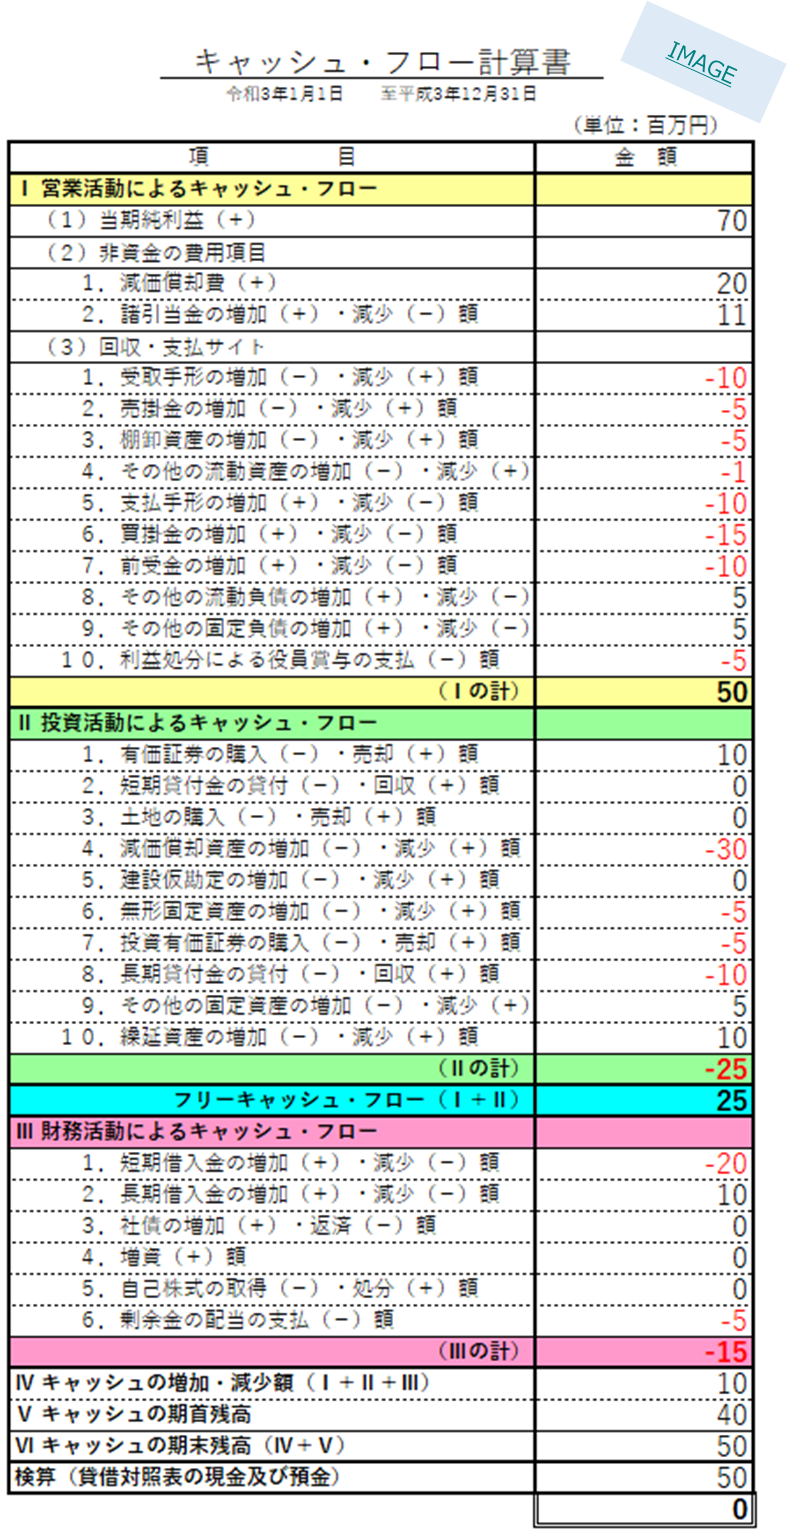 IMAGE
キャッシュ・フロー計算書
令和3年1月1日　至平成3年12月31日
（単位：百万円）
項　目　金　額
Ⅰ 営業活動によるキャッシュ・フロー
（1）当期純利益（＋） 70
（2）非資金の費用項目
1．減価償却費（＋） 20
2．諸引当金の増加（＋）・減少（－）額 11
（3）回収・支払サイト
1．受取手形の増加（－）・減少（＋）額 -10
2．売掛金の増加（－）・減少（＋）額 -5
3．棚卸資産の増加（－）・減少（＋）額 -5
4．その他の流動資産の増加（－）・減少（＋） -1
5．支払手形の増加（＋）・減少（－）額 -10
6．買掛金の増加（＋）・減少（－）額 -15
7．前受金の増加（＋）・減少（－）額 -10
8．その他の流動負債の増加（＋）・減少（－） 5
9．その他の固定負債の増加（＋）・減少（－） 5
10．利益処分による役員賞与の支払（－）額 -5
（Ⅰの計） 50
Ⅱ 投資活動によるキャッシュ・フロー
1．有価証券の購入（－）・売却（＋）額 10
2．短期貸付金の貸付（－）・回収（＋）額 0
3．土地の購入（－）・売却（＋）額 0
4．減価償却資産の増加（－）・減少（＋）額 -30
5．建設仮勘定の増加（－）・減少（＋）額 0
6．無形固定資産の増加（－）・減少（＋）額 -5
7．投資有価証券の購入（－）・売却（＋）額 -5
8．長期貸付金の貸付（－）・回収（＋）額 -10
9．その他の固定資産の増加（－）・減少（＋） 5
10．繰延資産の増加（－）・減少（＋）額 10
（Ⅱの計） -25
フリーキャッシュ・フロー（Ⅰ＋Ⅱ） 25
Ⅲ 財務活動によるキャッシュ・フロー
1．短期借入金の増加（＋）・減少（－）額 -20
2．長期借入金の増加（＋）・減少（－）額 10
3．社債の増加（＋）・返済（－）額 0
4．増資（＋）額 0
5．自己株式の取得（－）・処分（＋）額 0
6．剰余金の配当の支払（－）額 -5
（Ⅲの計） -15
Ⅳ キャッシュの増加・減少額（Ⅰ＋Ⅱ＋Ⅲ） 10
Ⅴ キャッシュの期首残高 40
Ⅵ キャッシュの期末残高（Ⅳ＋Ⅴ） 50
検算（貸借対照表の現金及び預金） 50
0